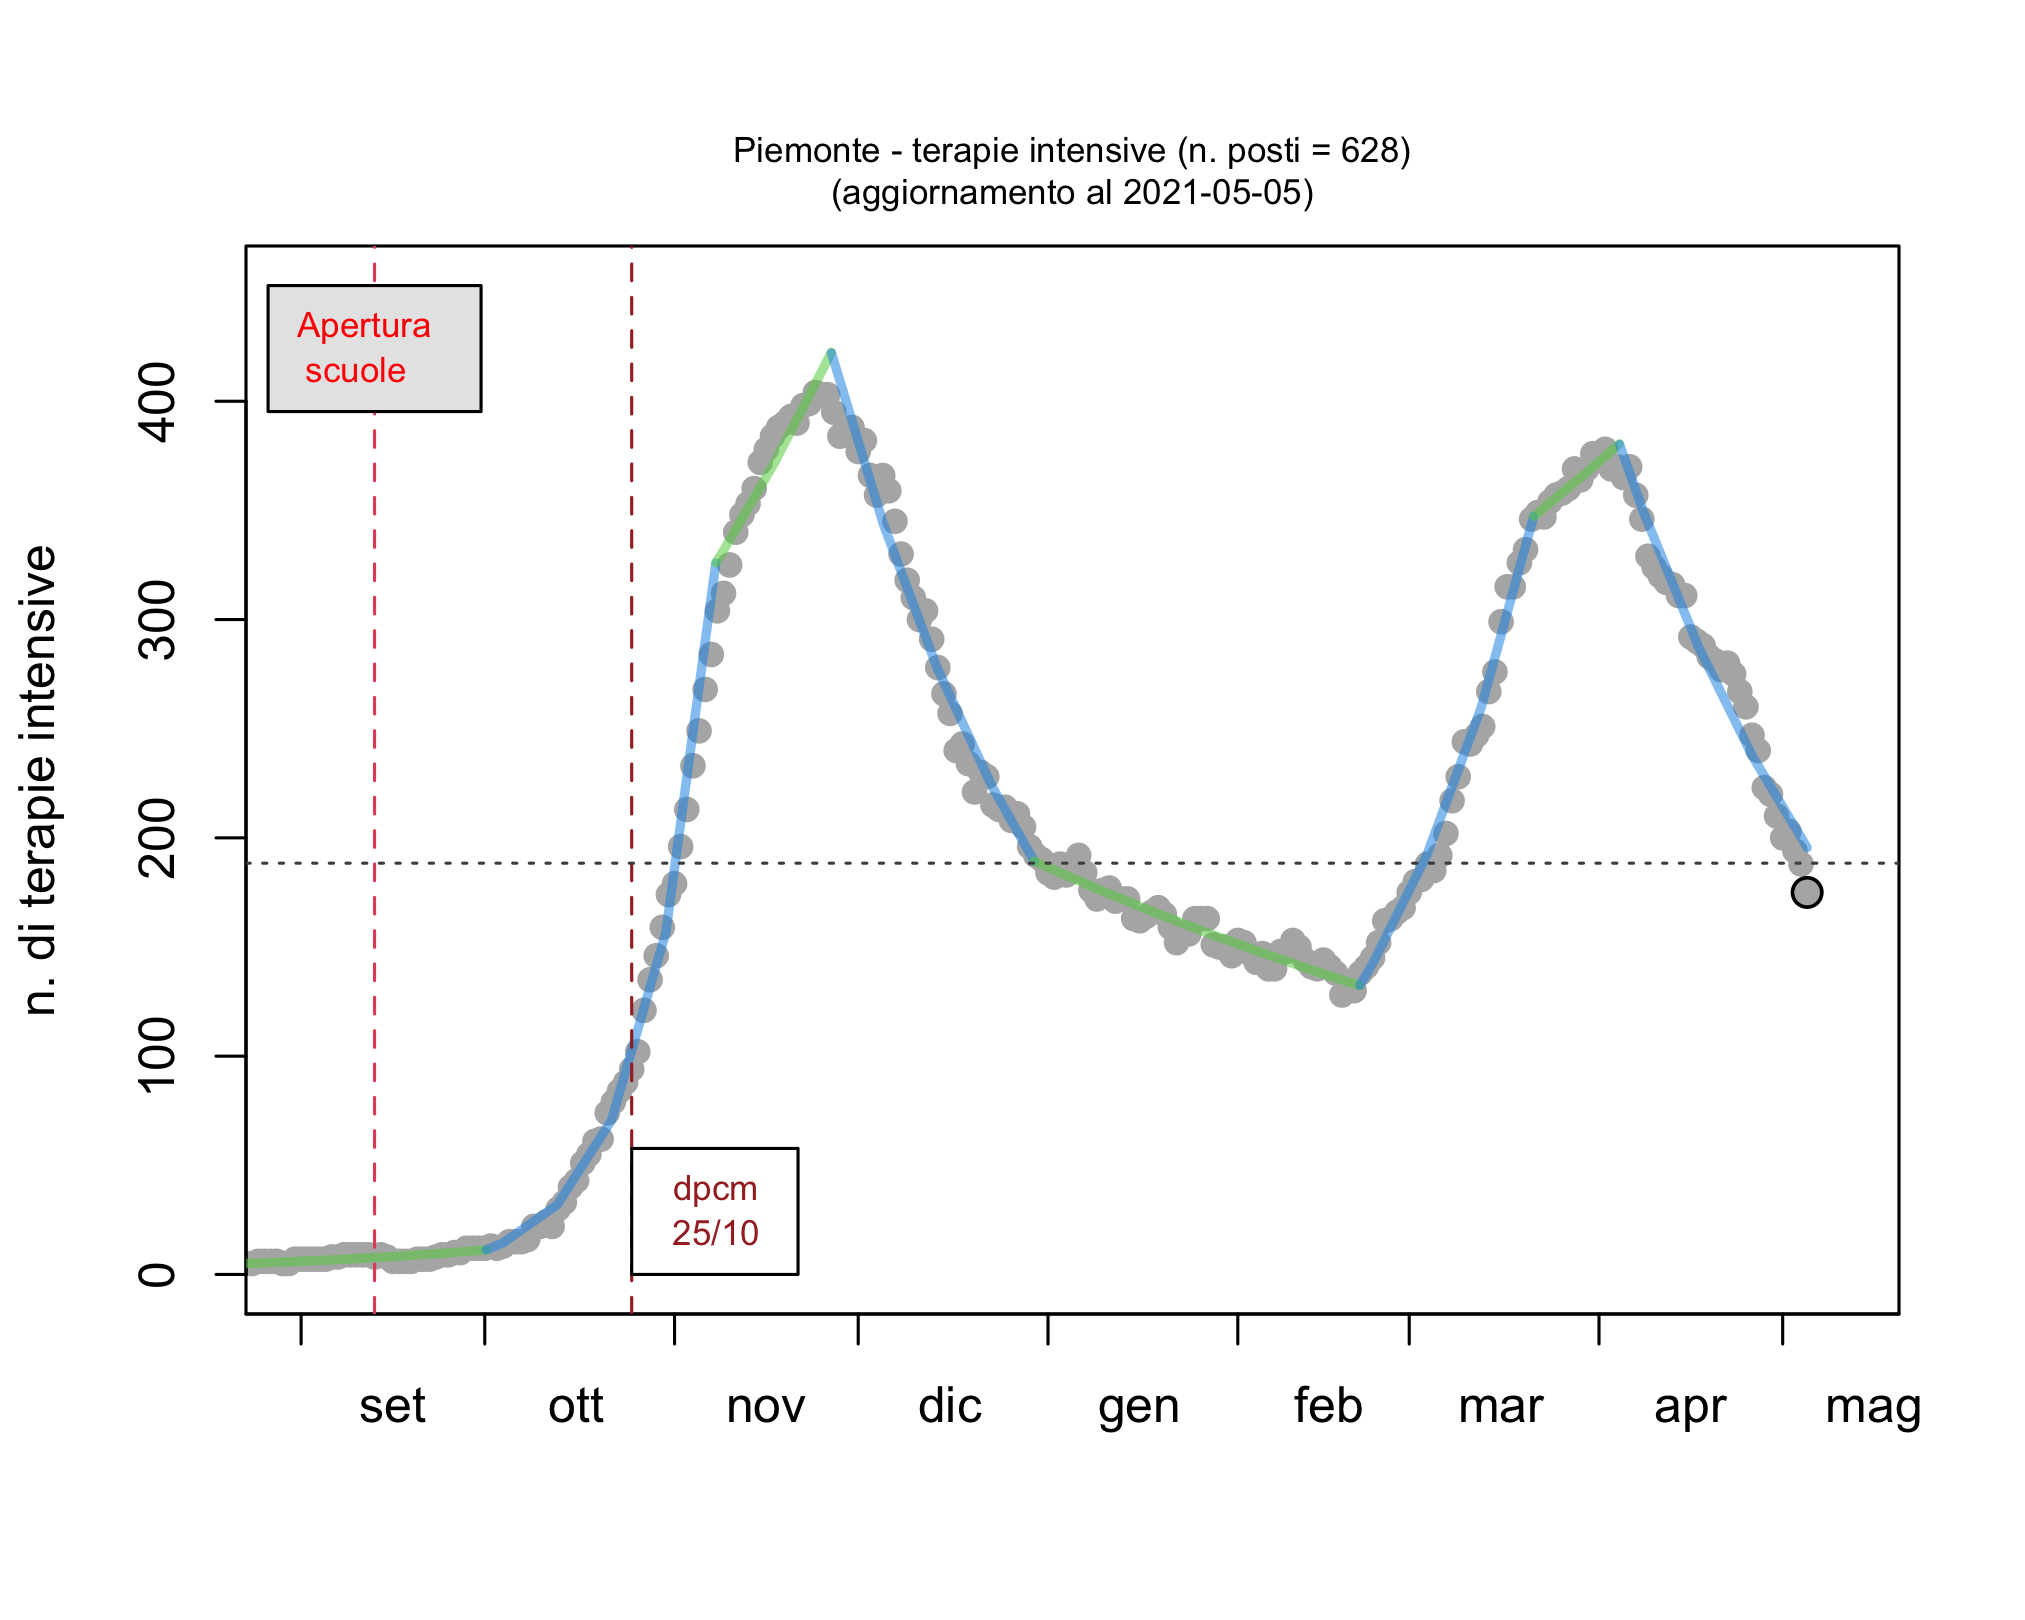 Piemonte - terapie intensive (n. posti = 628)
(aggiornamento al 2021-05-05)
Apertura
scuole
dpcm
25/10
n. di terapie intensive
400
300
200
100
0
set ott nov dic gen feb mar apr mag